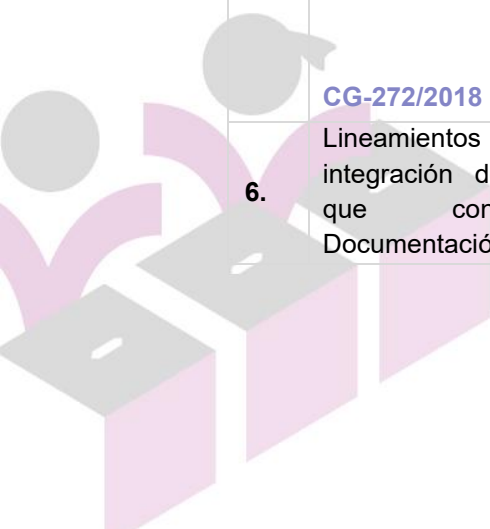 CG-272/2018
6.
Lineamientos
integración d
que con
Documentació